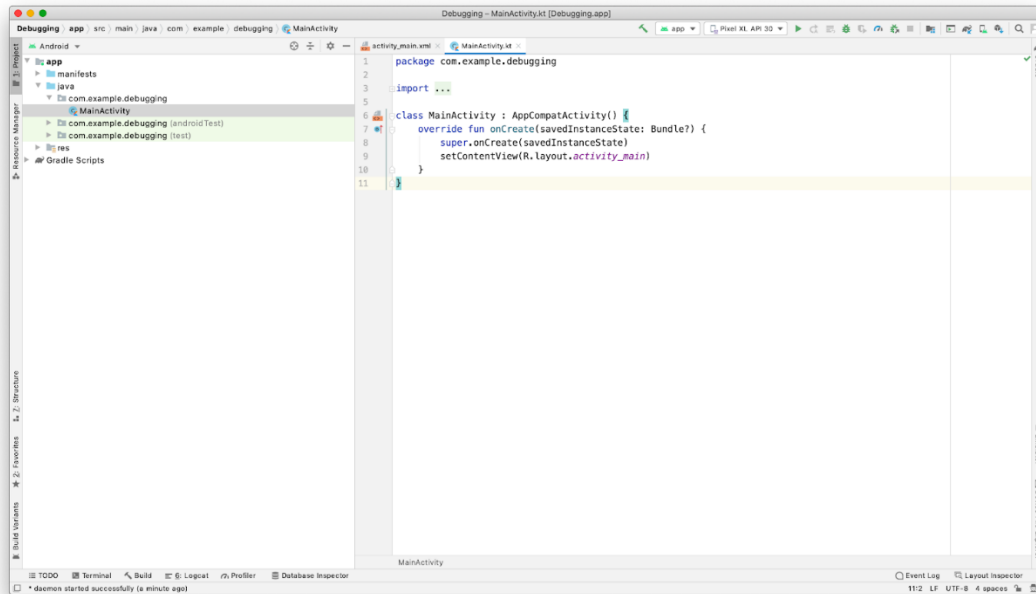 Debugging – MainActivity.kt [Debugging.app]
Debugging app src main java com example debugging MainActivity
app Pixel XL API 30
Android
activity_main.xml MainActivity.kt
1: Project
Resource Manager
app
manifests
java
com.example.debugging
MainActivity
com.example.debugging (androidTest)
com.example.debugging (test)
res
Gradle Scripts
1 package com.example.debugging
2
3 import ...
5
6 class MainActivity : AppCompatActivity() {
7 override fun onCreate(savedInstanceState: Bundle?) {
8 super.onCreate(savedInstanceState)
9 setContentView(R.layout.activity_main)
10 }
11 }
Z: Structure
2: Favorites
Build Variants
MainActivity
TODO Terminal Build 6: Logcat Profiler Database Inspector
Event Log Layout Inspector
* daemon started successfully (a minute ago)
11:2 LF UTF-8 4 spaces